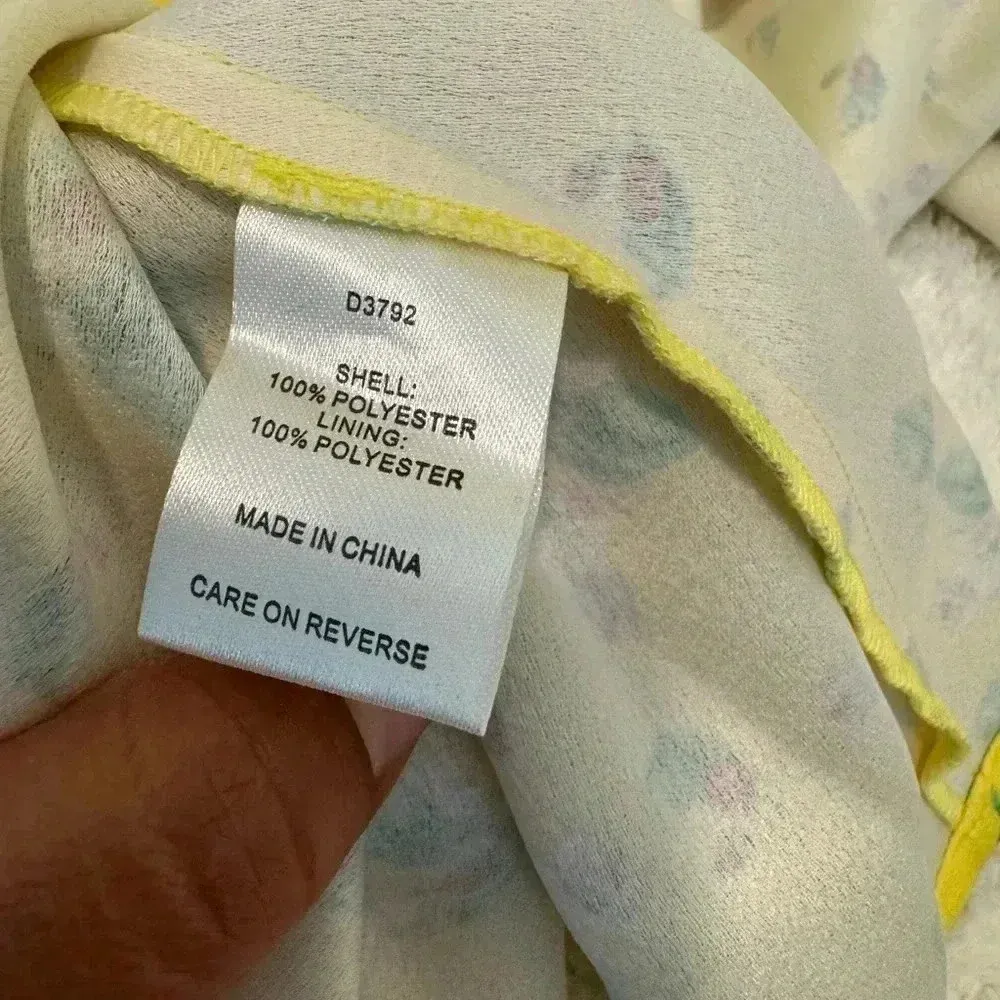 D3792
SHELL:
100% POLYESTER
LINING:
100% POLYESTER
MADE IN CHINA
CARE ON REVERSE